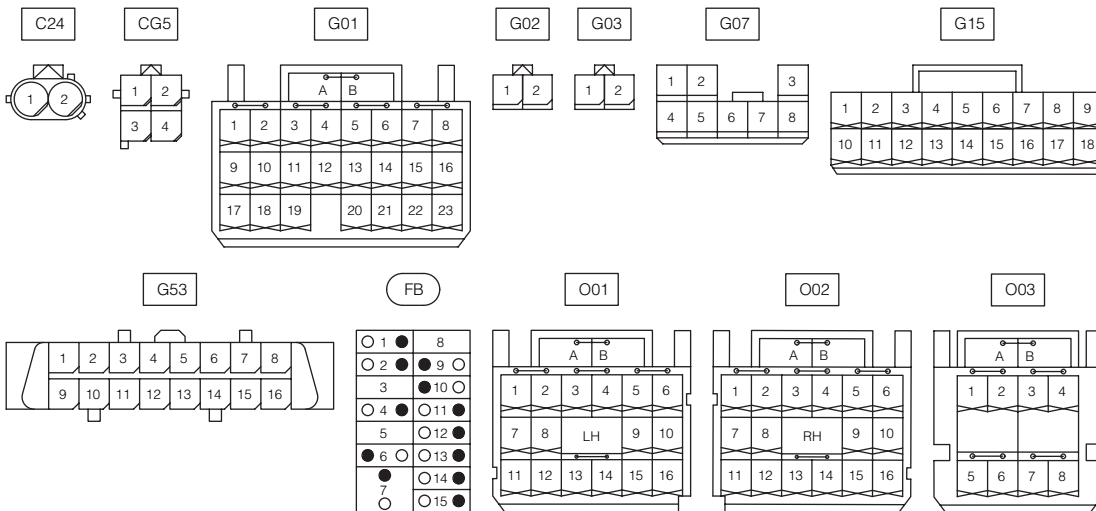 C24 CG5 G01 G02 G03 G07 G15
A B
1 2
1 2
3 4
1 2 3 4 5 6 7 8
9 10 11 12 13 14 15 16
17 18 19 20 21 22 23
1 2
1 2
1 2 3
4 5 6 7 8
1 2 3 4 5 6 7 8 9
10 11 12 13 14 15 16 17 18
G53 FB O01 O02 O03
1 2 3 4 5 6 7 8
9 10 11 12 13 14 15 16
1 8
2 9
3 10
4 11
5 12
6 13
7 14
15
A B
1 2 3 4 5 6
7 8 LH 9 10
11 12 13 14 15 16
A B
1 2 3 4 5 6
7 8 RH 9 10
11 12 13 14 15 16
A B
1 2 3 4
5 6 7 8